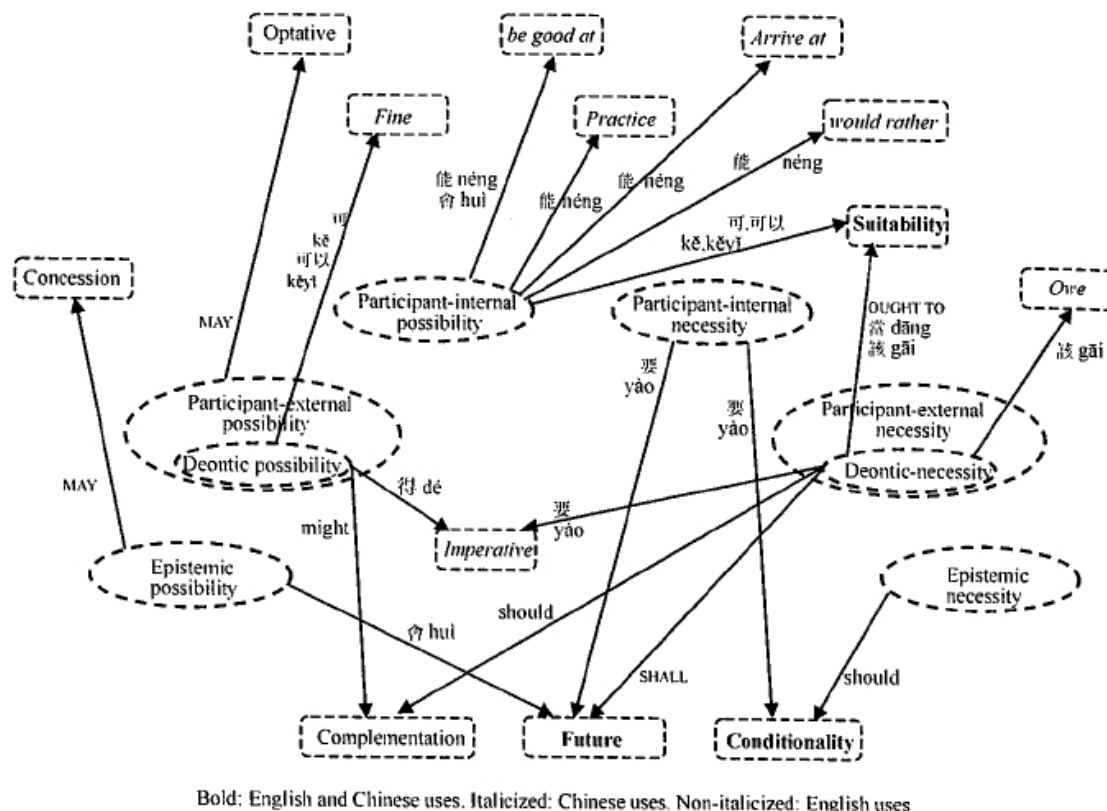 Optative
be good at
Arrive at
Fine
Practice
would rather
能 néng
會 huì
能 néng
能 néng
能 néng
可,可以
kě,kěyǐ
Suitability
可
kě
可以
kěyǐ
Concession
Participant-internal
possibility
Participant-internal
necessity
Owe
MAY
OUGHT TO
當 dāng
該 gāi
該 gāi
要
yào
要
yào
Participant-external
possibility
Deontic possibility
Participant-external
necessity
Deontic-necessity
MAY
得 dé
might
要
yào
Imperative
Epistemic
possibility
Epistemic
necessity
會 huì
should
SHALL
should
Complementation
Future
Conditionality
Bold: English and Chinese uses. Italicized: Chinese uses. Non-italicized: English uses